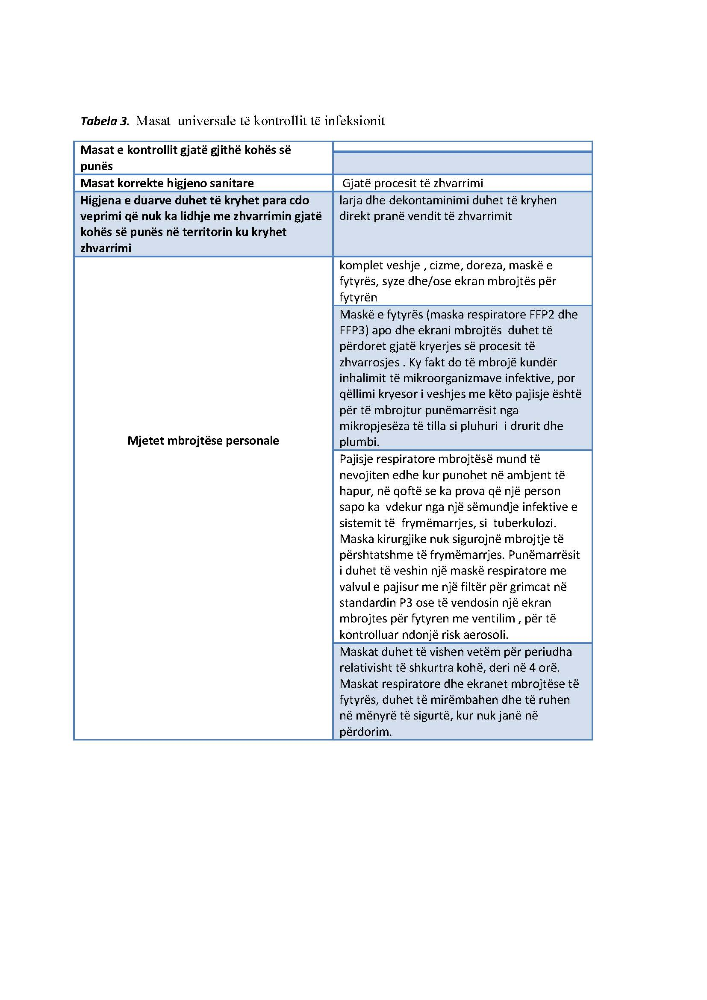 Tabela 3. Masat universale të kontrollit të infeksionit
Masat e kontrollit gjatë gjithë kohës së
punës
Masat korrekte higjeno sanitare
Gjatë procesit të zhvarrimi
Higjena e duarve duhet të kryhet para cdo
veprimi që nuk ka lidhje me zhvarrimin gjatë
kohës së punës në territorin ku kryhet
zhvarrimi
larja dhe dekontaminimi duhet të kryhen
direkt pranë vendit të zhvarrimit
Mjetet mbrojtëse personale
komplet veshje , cizme, doreza, maskë e
fytyrës, syze dhe/ose ekran mbrojtës për
fytyrën
Maskë e fytyrës (maska respiratore FFP2 dhe
FFP3) apo dhe ekrani mbrojtës duhet të
përdoret gjatë kryerjes së procesit të
zhvarrosjes . Ky fakt do të mbrojë kundër
inhalimit të mikroorganizmave infektive, por
qëllimi kryesor i veshjes me këto pajisje është
për të mbrojtur punëmarrësit nga
mikropjesëza të tilla si pluhuri i drurit dhe
plumbi.
Pajisje respiratore mbrojtësë mund të
nevojiten edhe kur punohet në ambjent të
hapur, në qoftë se ka prova që një person
sapo ka vdekur nga një sëmundje infektive e
sistemit të frymëmarrjes, si tuberkulozi.
Maska kirurgjike nuk sigurojnë mbrojtje të
përshtatshme të frymëmarrjes. Punëmarrësit
i duhet të veshin një maskë respiratore me
valvul e pajisur me një filtër për grimcat në
standardin P3 ose të vendosin një ekran
mbrojtes për fytyren me ventilim , për të
kontrolluar ndonjë risk aerosoli.
Maskat duhet të vishen vetëm për periudha
relativisht të shkurtra kohë, deri në 4 orë.
Maskat respiratore dhe ekranet mbrojtëse të
fytyrës, duhet të mirëmbahen dhe të ruhen
në mënyrë të sigurtë, kur nuk janë në
përdorim.